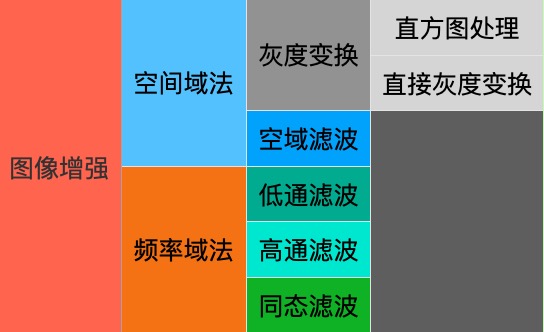 图像增强
空间域法
灰度变换
直方图处理
直接灰度变换
空域滤波
频率域法
低通滤波
高通滤波
同态滤波